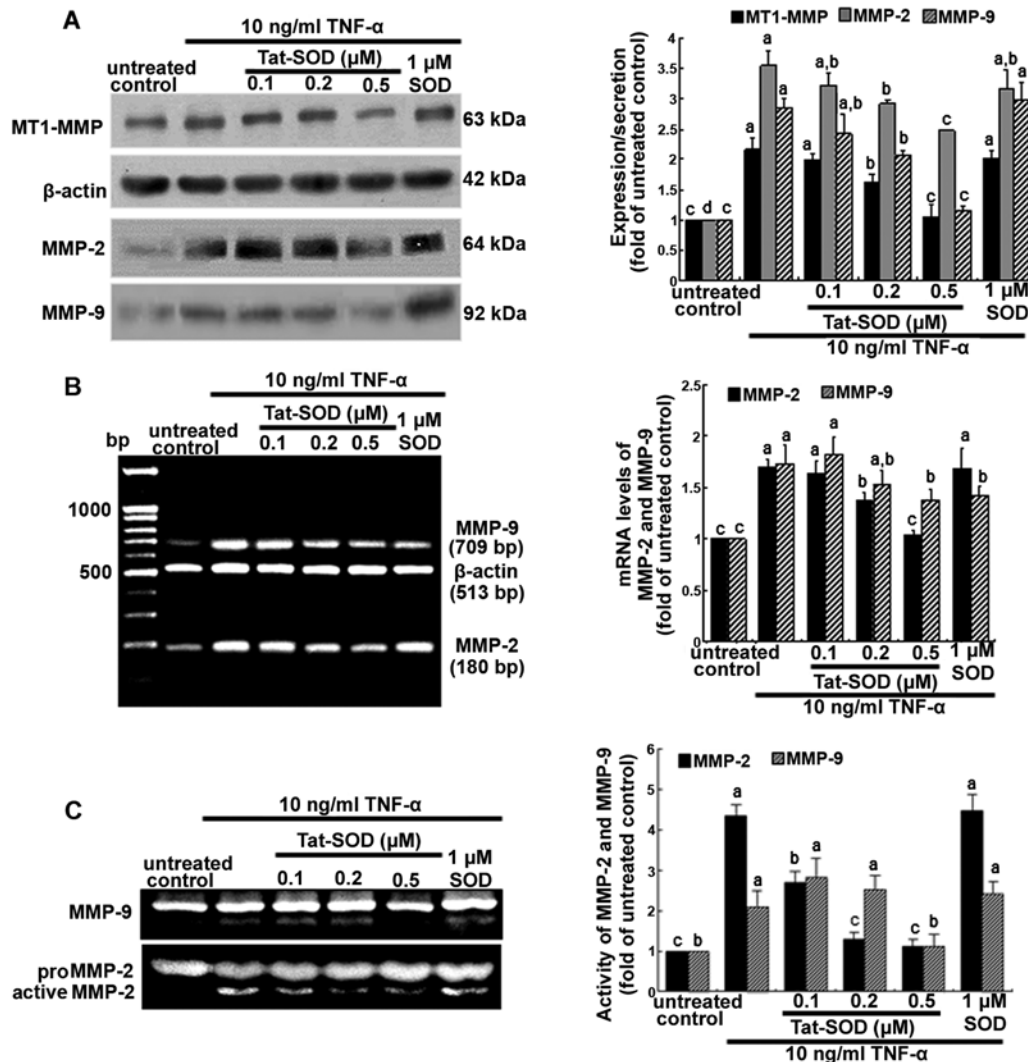 A
10 ng/ml TNF-α
untreated control
Tat-SOD (µM)
0.1 0.2 0.5
1 µM SOD
MT1-MMP 63 kDa
β-actin 42 kDa
MMP-2 64 kDa
MMP-9 92 kDa
MT1-MMP MMP-2 MMP-9
Expression/secretion
(fold of untreated control)
4
3.5
3
2.5
2
1.5
1
0.5
0
c d c
a a a
a a,b a,b
b b b
c c c
a a,b a
untreated control
0.1 0.2 0.5
1 µM SOD
Tat-SOD (µM)
10 ng/ml TNF-α
B
10 ng/ml TNF-α
bp
untreated control
Tat-SOD (µM)
0.1 0.2 0.5
1 µM SOD
1000
500
MMP-9
(709 bp)
β-actin
(513 bp)
MMP-2
(180 bp)
MMP-2 MMP-9
mRNA levels of
MMP-2 and MMP-9
(fold of untreated control)
2.5
2
1.5
1
0.5
0
c c
a a
a a
b a,b
c b
a b
untreated control
0.1 0.2 0.5
1 µM SOD
Tat-SOD (µM)
10 ng/ml TNF-α
C
10 ng/ml TNF-α
untreated control
Tat-SOD (µM)
0.1 0.2 0.5
1 µM SOD
MMP-9
proMMP-2
active MMP-2
MMP-2 MMP-9
Activity of MMP-2 and MMP-9
(fold of untreated control)
6
5
4
3
2
1
0
c b
a a
b a
c a
c b
a a
untreated control
0.1 0.2 0.5
1 µM SOD
Tat-SOD (µM)
10 ng/ml TNF-α